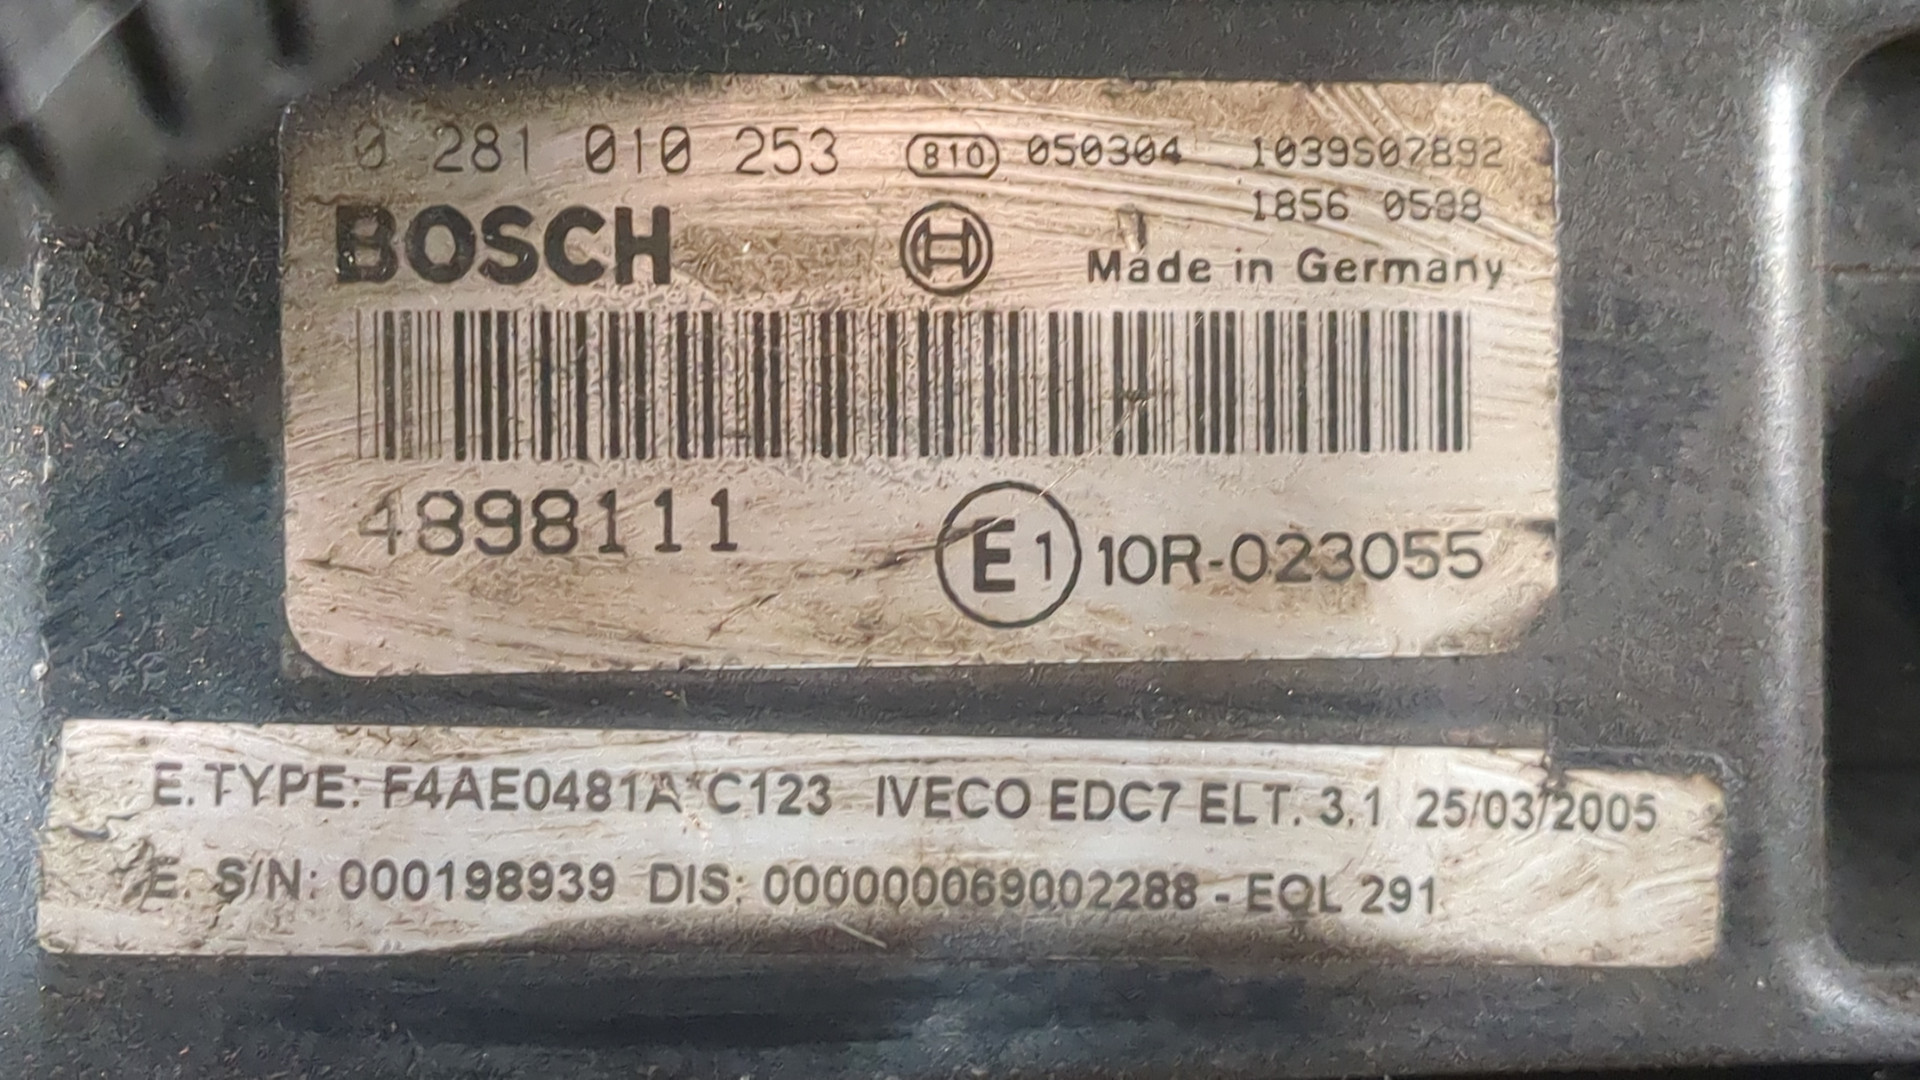 0 281 010 253 810 050304 1039S07892
1856 0588
BOSCH
Made in Germany
4898111
E1 10R-023055
E.TYPE: F4AE0481A*C123 IVECO EDC7 ELT. 3.1 25/03/2005
E. S/N: 000198939 DIS: 000000069002288 - EQL 291